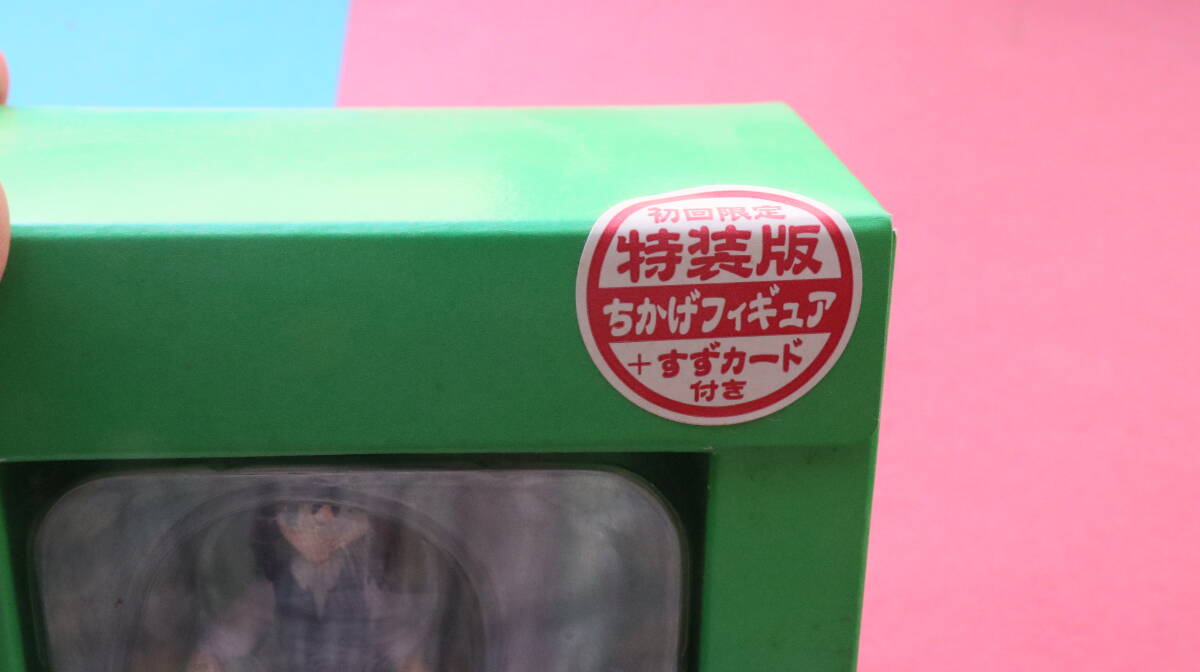 初回限定
特装版
ちかげフィギュア
+すずカード
付き